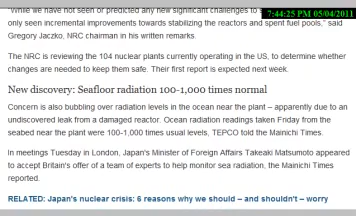 "While we have not seen or predicted any new significant challenges to s
7:44:25 PM 05/04/2011
only seen incremental improvements towards stabilizing the reactors and spent fuel pools," said
Gregory Jaczko, NRC chairman in his written remarks.
The NRC is reviewing the 104 nuclear plants currently operating in the US, to determine whether
changes are needed to keep them safe. Their first report is expected next week.
New discovery: Seafloor radiation 100-1,000 times normal
Concern is also bubbling over radiation levels in the ocean near the plant – apparently due to an
undiscovered leak from a damaged reactor. Ocean radiation readings taken Friday from the
seabed near the plant were 100-1,000 times usual levels, TEPCO told the Mainichi Times.
In meetings Tuesday in London, Japan's Minister of Foreign Affairs Takeaki Matsumoto appeared
to accept Britain's offer of a team of experts to help monitor sea radiation, the Mainichi Times
reported.
RELATED: Japan's nuclear crisis: 6 reasons why we should – and shouldn't – worry